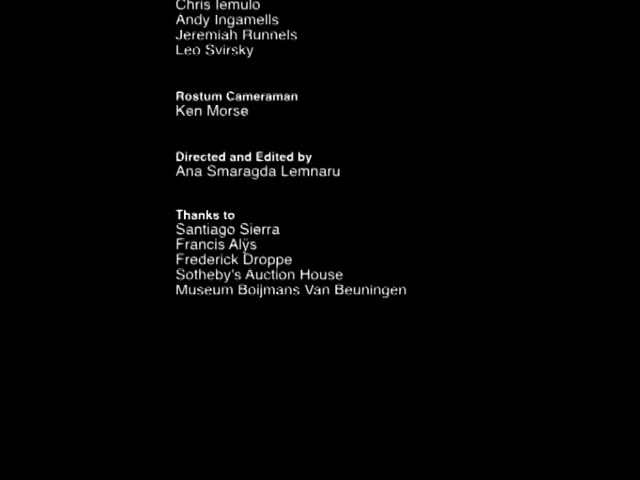 Chris Iemulo
Andy Ingamells
Jeremiah Runnels
Leo Svirsky
Rostum Cameraman
Ken Morse
Directed and Edited by
Ana Smaragda Lemnaru
Thanks to
Santiago Sierra
Francis Alÿs
Frederick Droppe
Sotheby's Auction House
Museum Boijmans Van Beuningen